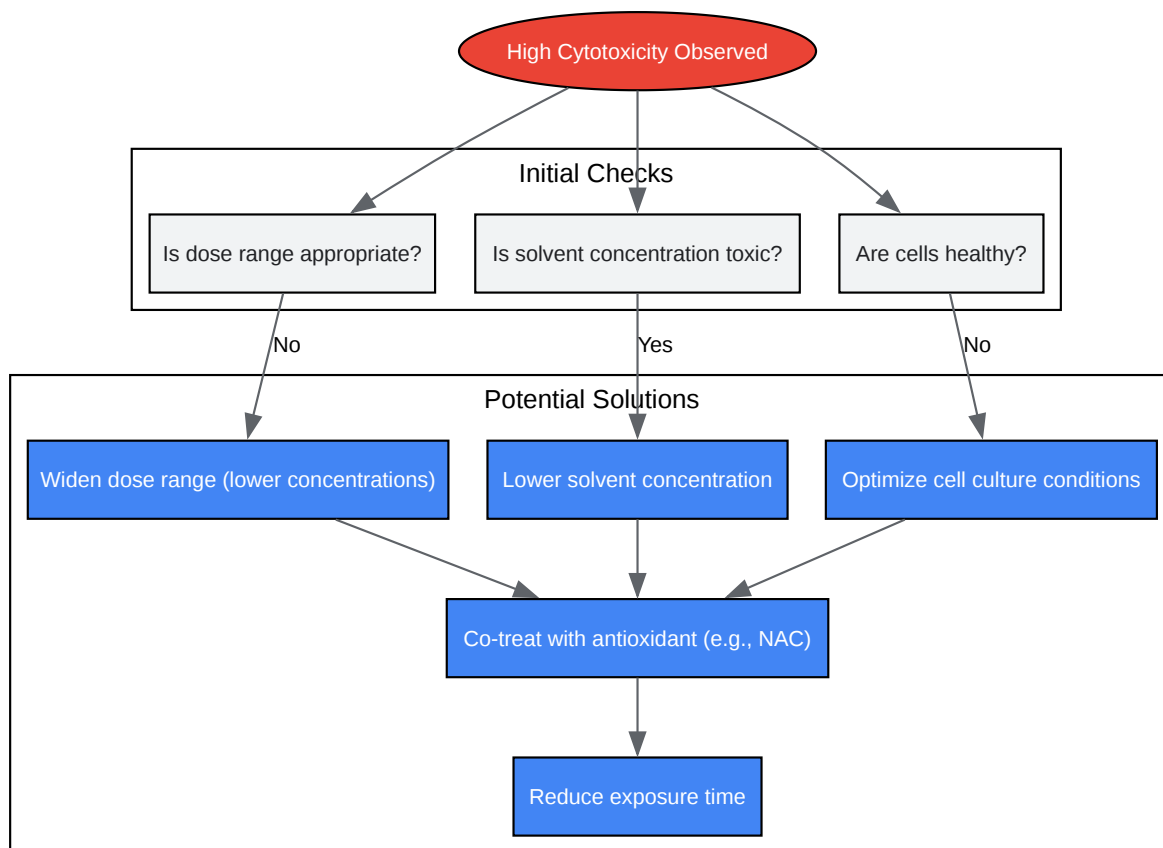 High Cytotoxicity Observed
Initial Checks
Is dose range appropriate?
Is solvent concentration toxic?
Are cells healthy?
No
Yes
No
Potential Solutions
Widen dose range (lower concentrations)
Lower solvent concentration
Optimize cell culture conditions
Co-treat with antioxidant (e.g., NAC)
Reduce exposure time